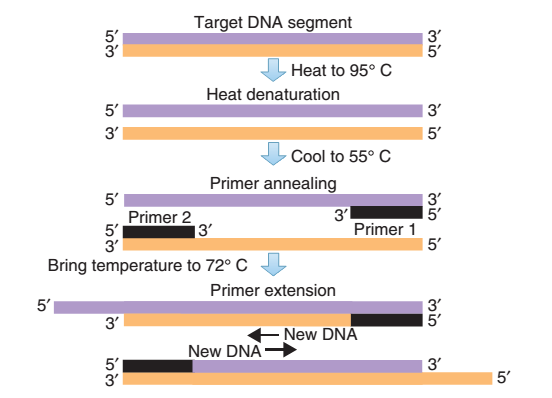 Target DNA segment
5′ 3′
3′ 5′
Heat to 95° C
Heat denaturation
5′ 3′
3′ 5′
Cool to 55° C
Primer annealing
5′ 3′
3′ 5′
Primer 2 Primer 1
5′ 3′
3′ 5′
Bring temperature to 72° C
Primer extension
5′ 3′
3′ 5′
New DNA
New DNA
5′ 3′
3′ 5′